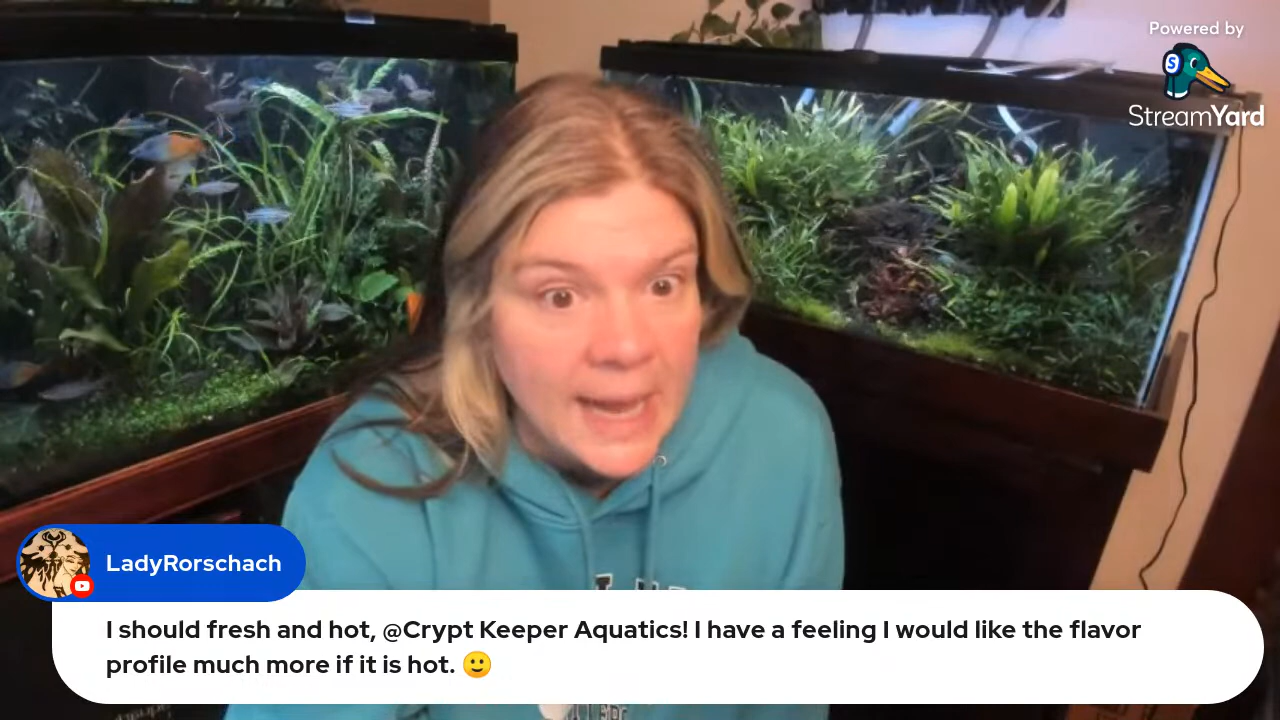 Powered by
StreamYard
LadyRorschach
I should fresh and hot, @Crypt Keeper Aquatics! I have a feeling I would like the flavor
profile much more if it is hot. 🙂